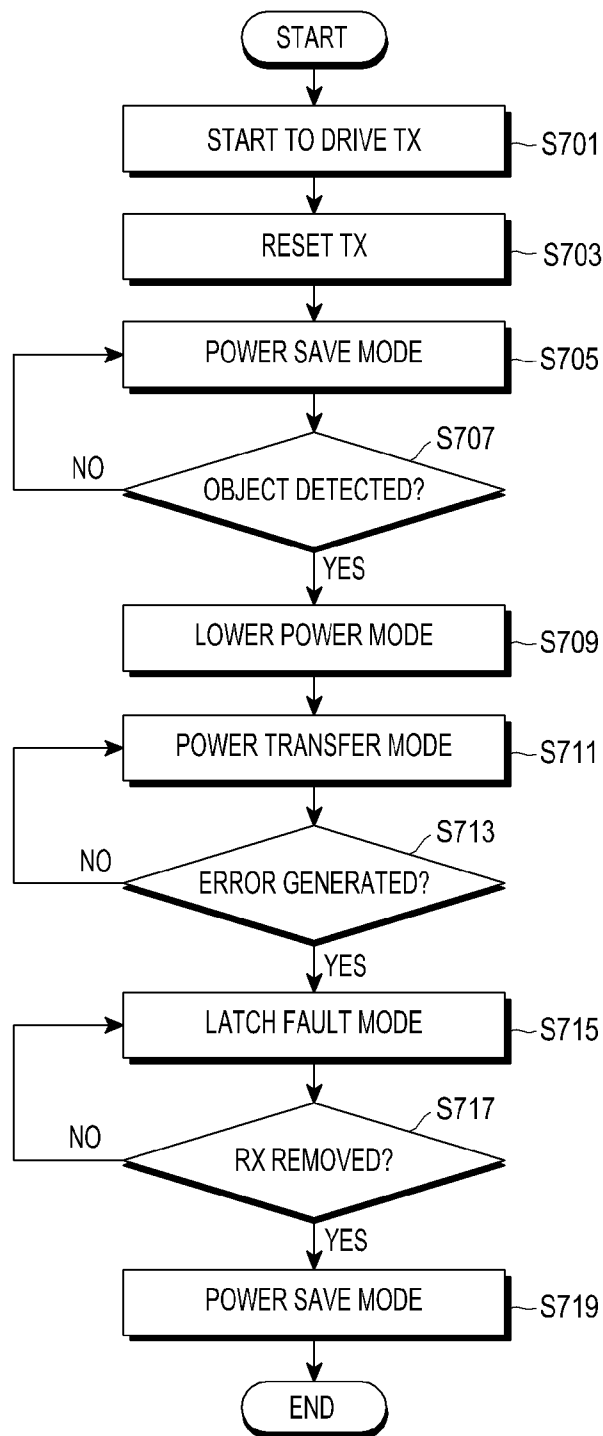 START
START TO DRIVE TX
S701
RESET TX
S703
POWER SAVE MODE
S705
S707
NO
OBJECT DETECTED?
YES
LOWER POWER MODE
S709
POWER TRANSFER MODE
S711
S713
NO
ERROR GENERATED?
YES
LATCH FAULT MODE
S715
S717
NO
RX REMOVED?
YES
POWER SAVE MODE
S719
END